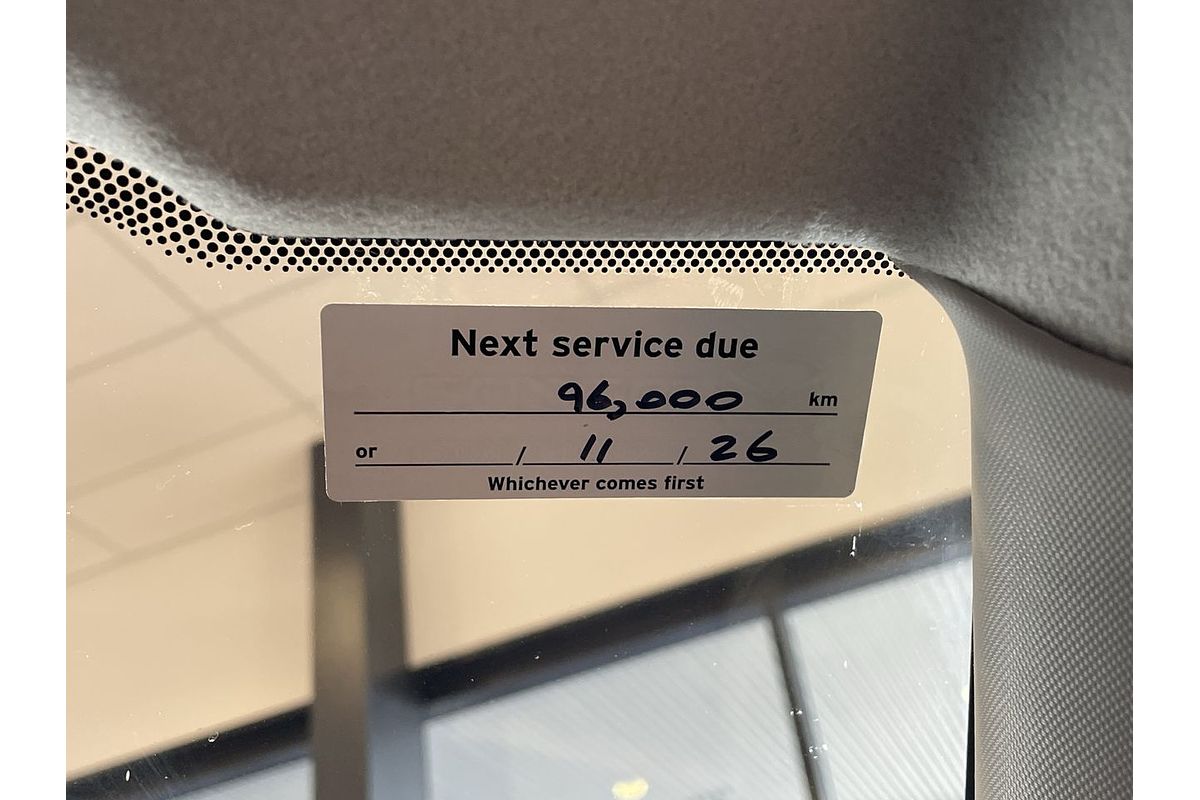 Next service due
96,000 km
or / 11 / 26
Whichever comes first